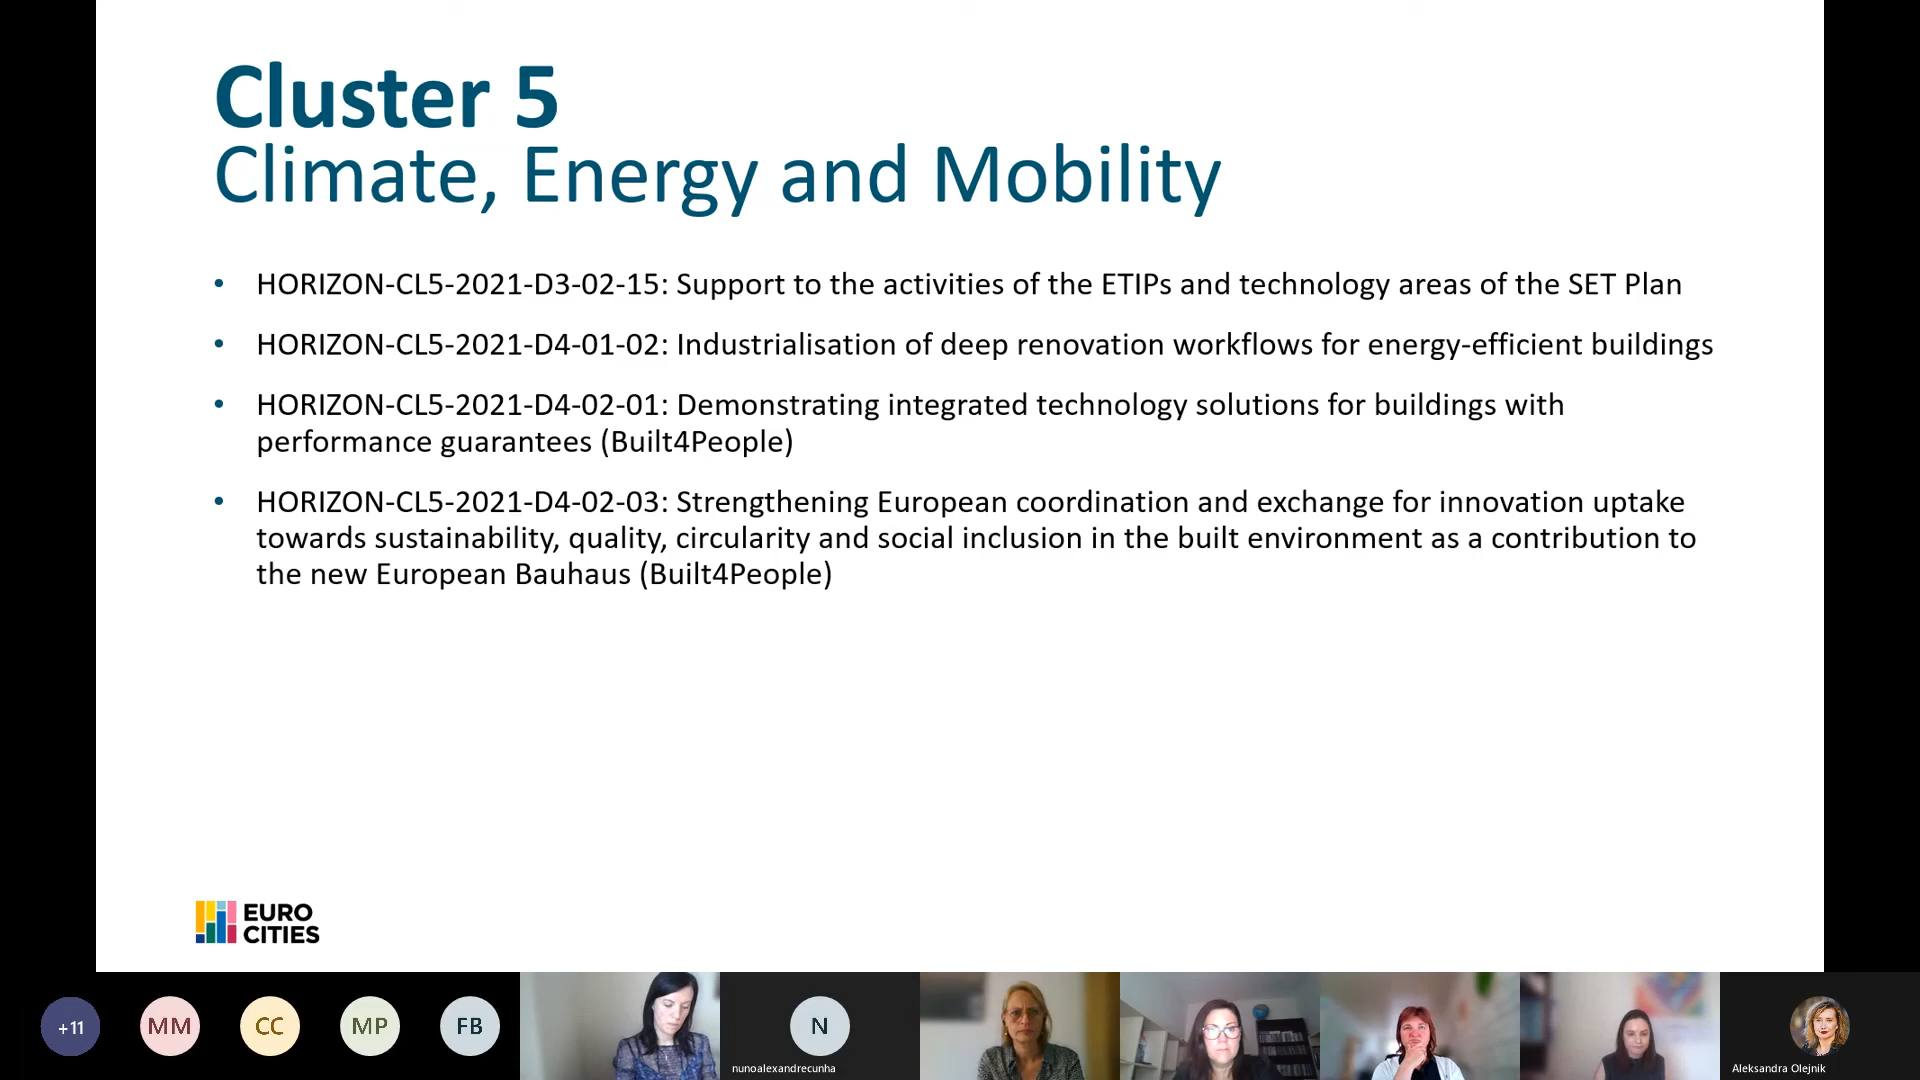 Cluster 5
Climate, Energy and Mobility
• HORIZON-CL5-2021-D3-02-15: Support to the activities of the ETIPs and technology areas of the SET Plan
• HORIZON-CL5-2021-D4-01-02: Industrialisation of deep renovation workflows for energy-efficient buildings
• HORIZON-CL5-2021-D4-02-01: Demonstrating integrated technology solutions for buildings with
performance guarantees (Built4People)
• HORIZON-CL5-2021-D4-02-03: Strengthening European coordination and exchange for innovation uptake
towards sustainability, quality, circularity and social inclusion in the built environment as a contribution to
the new European Bauhaus (Built4People)
EURO
CITIES
+11
MM
CC
MP
FB
N
nunoalexandrecunha
Aleksandra Olejnik